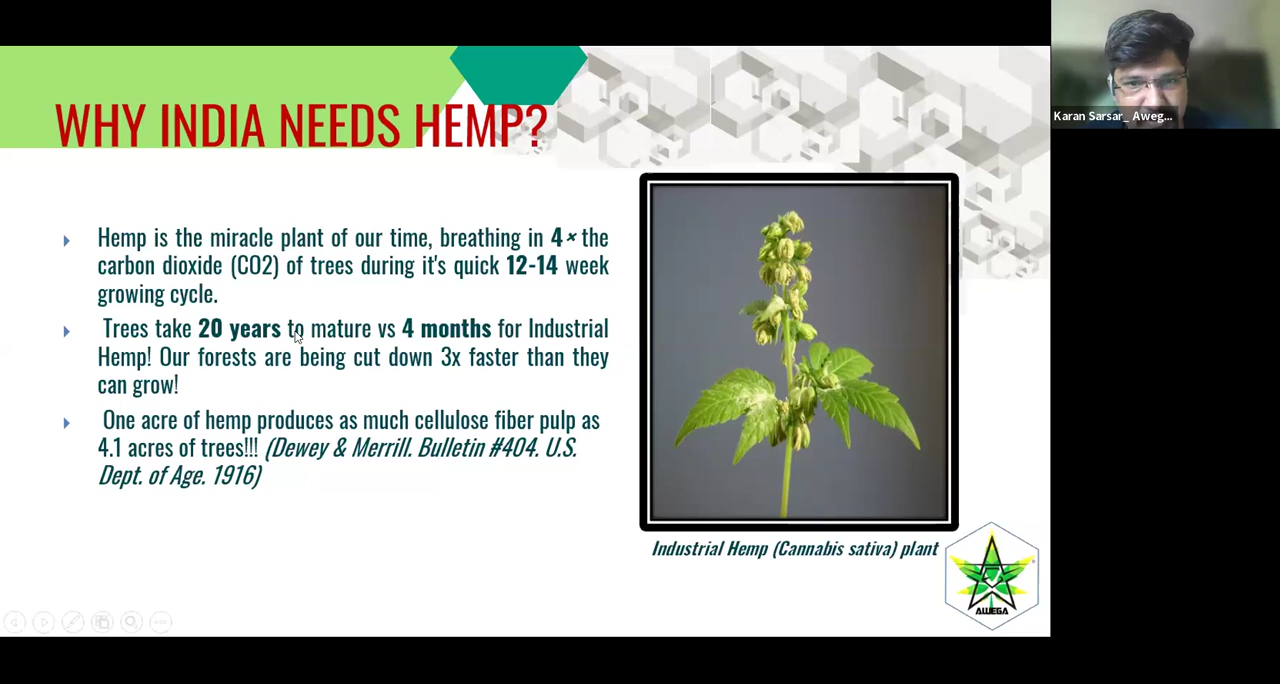 WHY INDIA NEEDS HEMP?
Karan Sarsar_ Aweg...
Hemp is the miracle plant of our time, breathing in 4× the
carbon dioxide (CO2) of trees during it's quick 12-14 week
growing cycle.
Trees take 20 years to mature vs 4 months for Industrial
Hemp! Our forests are being cut down 3x faster than they
can grow!
One acre of hemp produces as much cellulose fiber pulp as
4.1 acres of trees!!! (Dewey & Merrill. Bulletin #404. U.S.
Dept. of Age. 1916)
Industrial Hemp (Cannabis sativa) plant
AWEGA